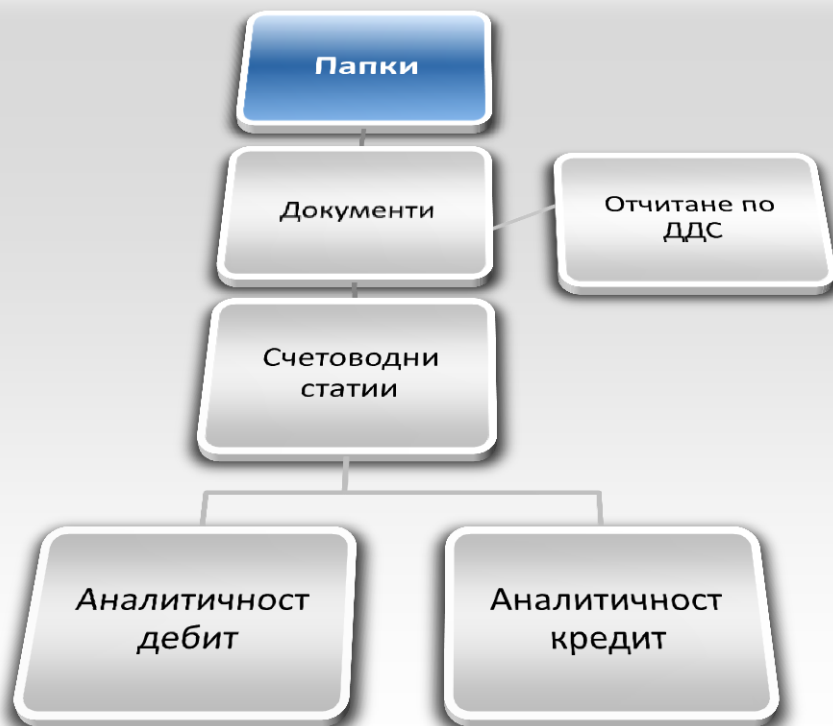 Папки
Документи
Отчитане по
ДДС
Счетоводни
статии
Аналитичност
дебит
Аналитичност
кредит